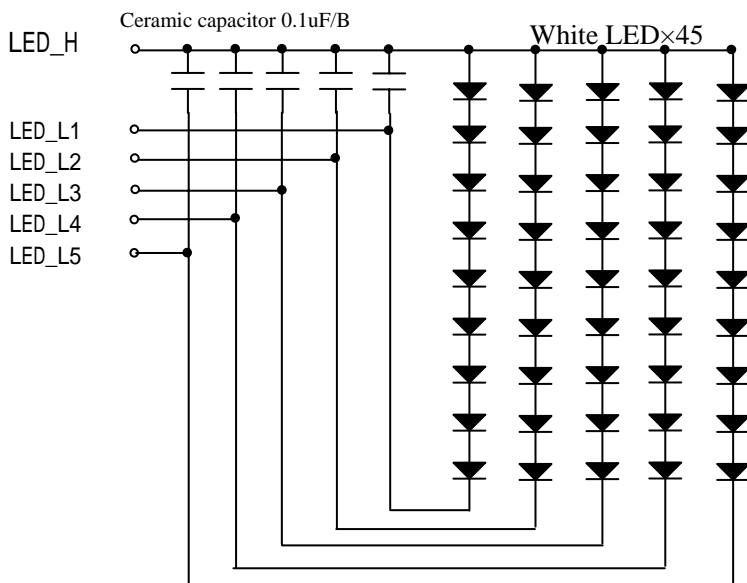 Ceramic capacitor 0.1uF/B
LED_H
White LED×45
LED_L1
LED_L2
LED_L3
LED_L4
LED_L5